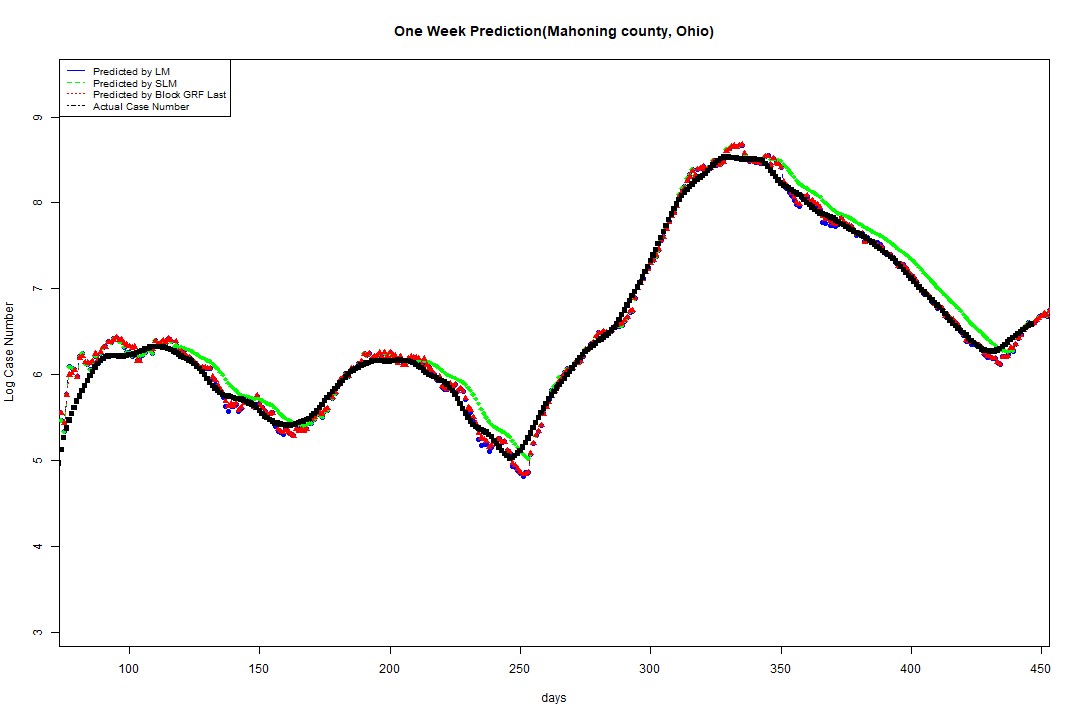 One Week Prediction(Mahoning county, Ohio)
Predicted by LM
Predicted by SLM
Predicted by Block GRF Last
Actual Case Number
Log Case Number
9
8
7
6
5
4
3
100 150 200 250 300 350 400 450
days